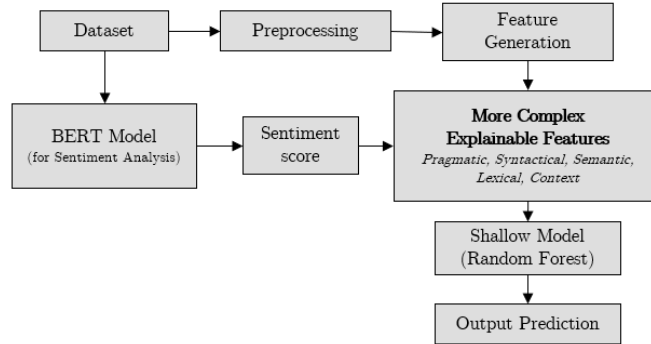 Dataset
Preprocessing
Feature
Generation
BERT Model
(for Sentiment Analysis)
Sentiment
score
More Complex
Explainable Features
Pragmatic, Syntactical, Semantic,
Lexical, Context
Shallow Model
(Random Forest)
Output Prediction